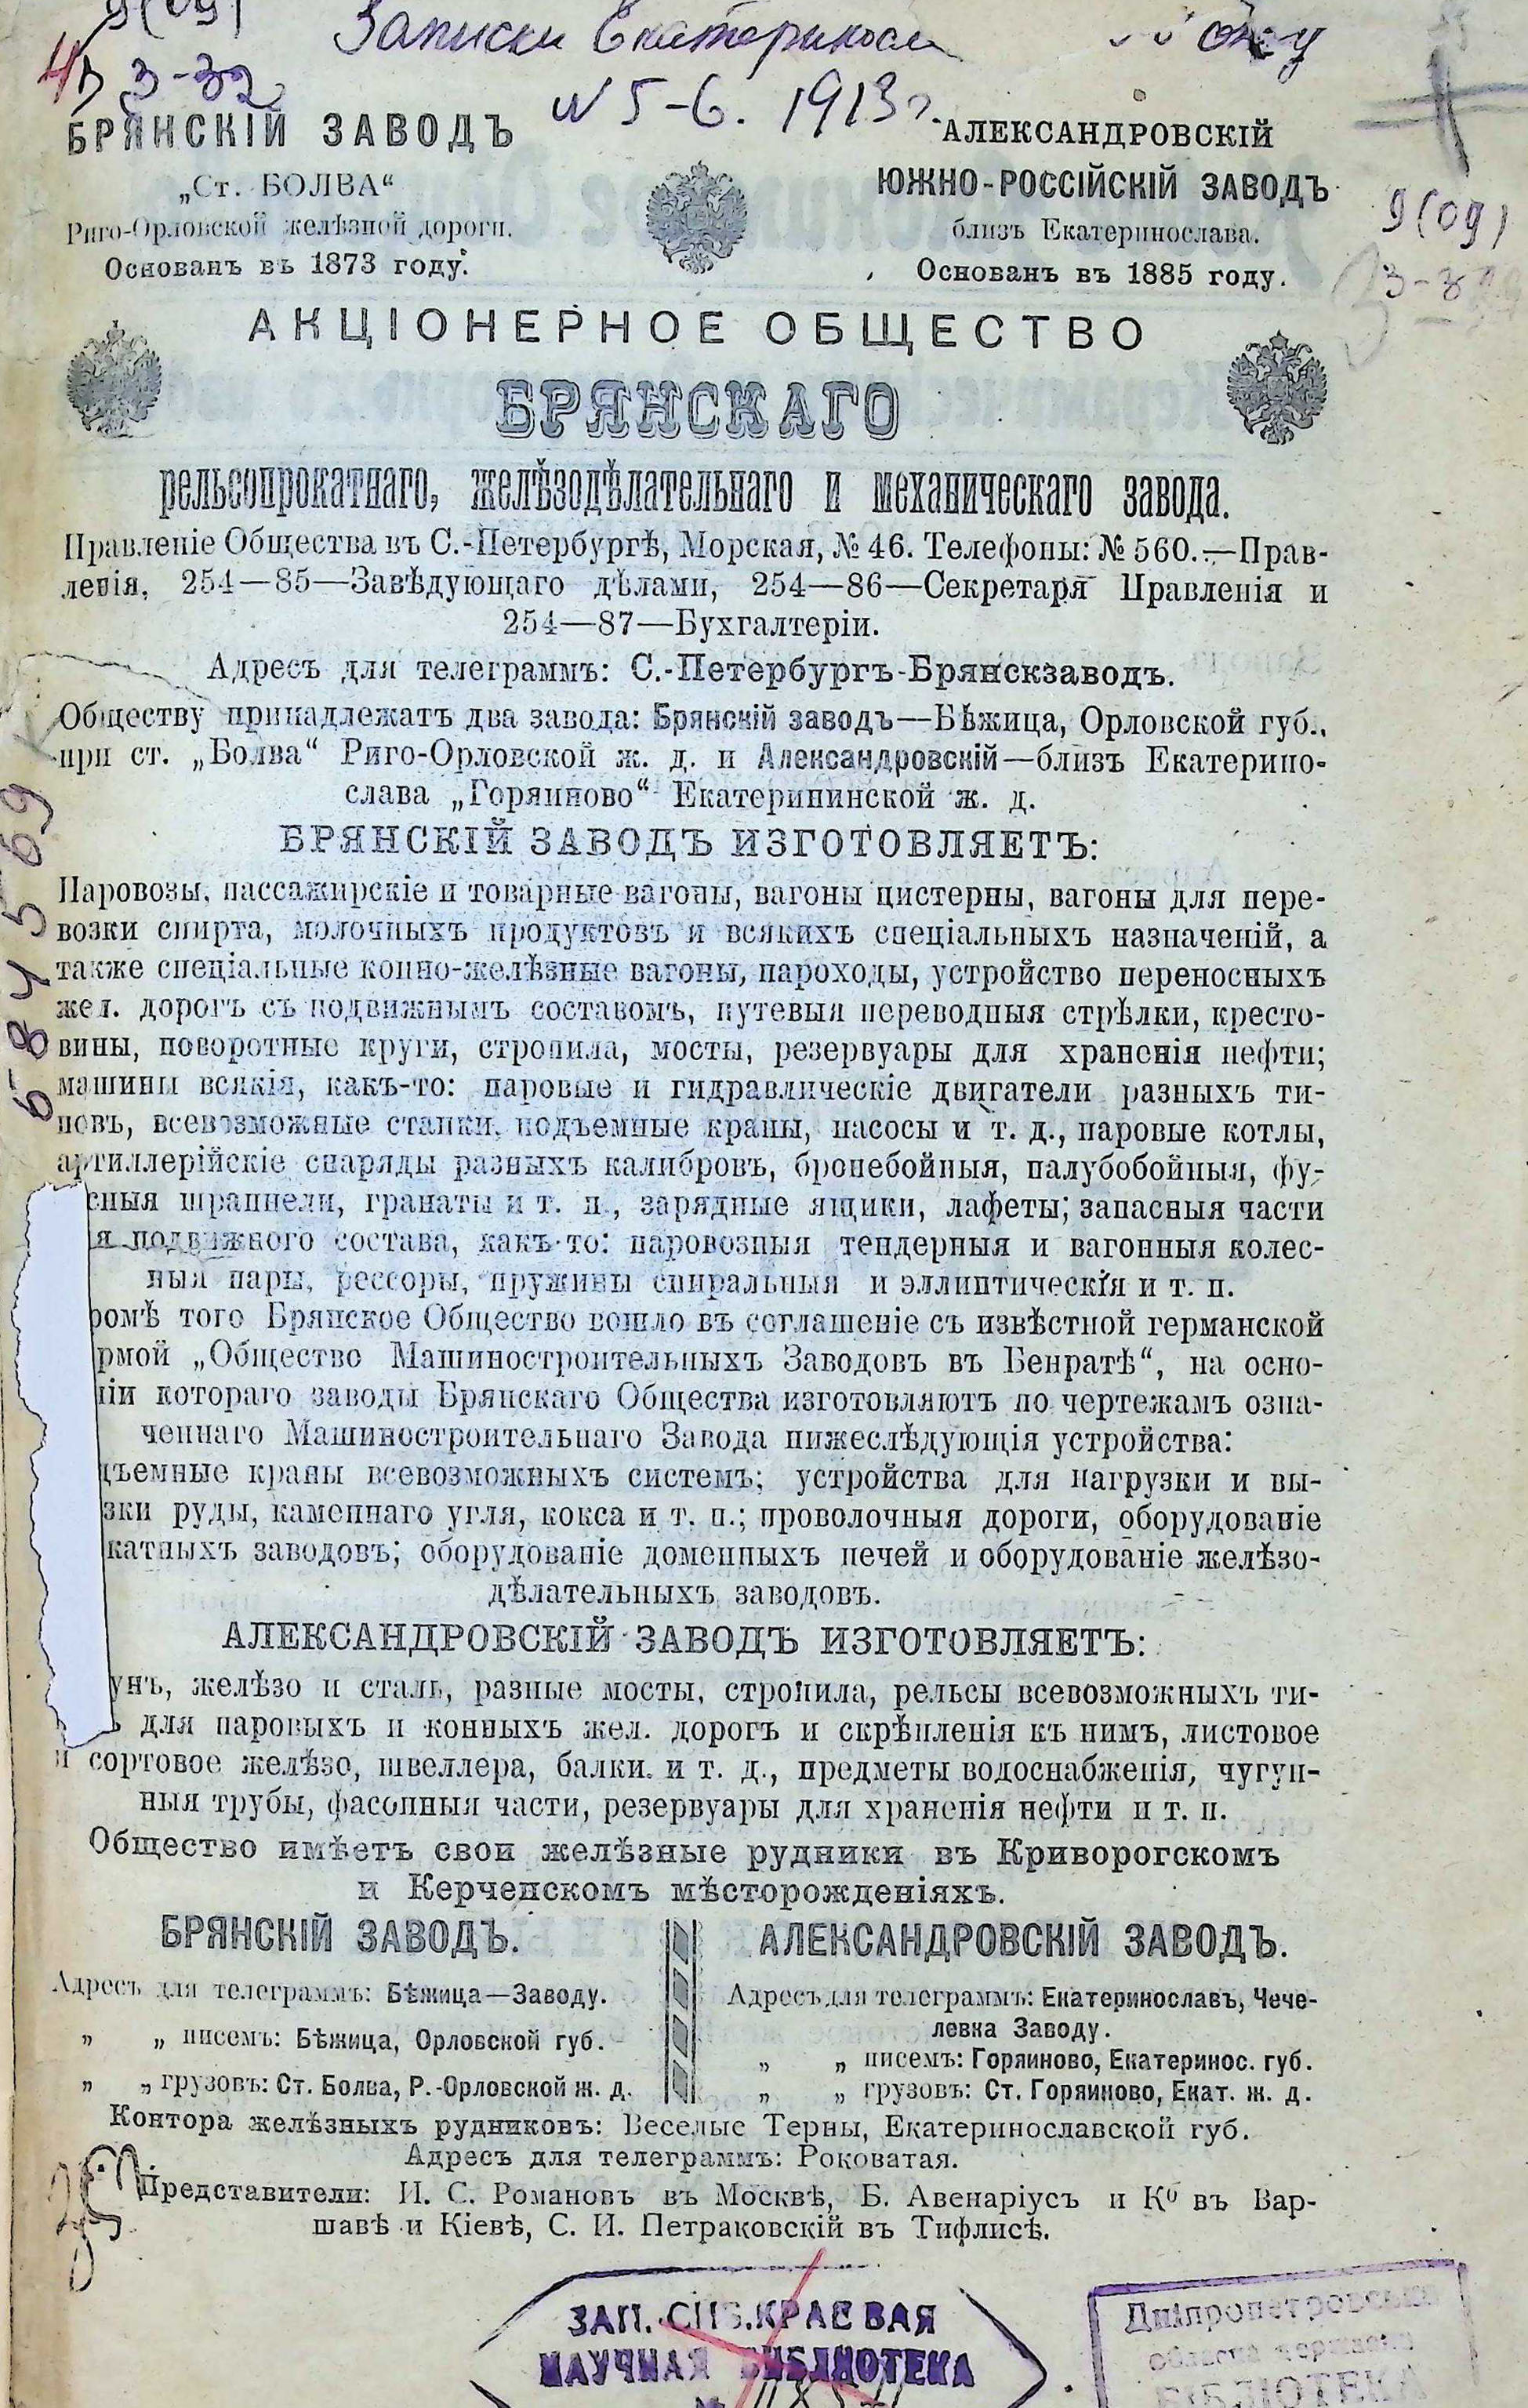 9(09)
3-32
Записки Екатериносл
№ 5-6. 1913 г.
9(09)
3-32
БРЯНСКІЙ ЗАВОДЪ
„Ст. БОЛВА“
Риго-Орловской желѣзной дороги.
Основанъ въ 1873 году.
АЛЕКСАНДРОВСКІЙ
ЮЖНО-РОССІЙСКІЙ ЗАВОДЪ
близъ Екатеринослава.
Основанъ въ 1885 году.
АКЦІОНЕРНОЕ ОБЩЕСТВО
БРЯНСКАГО
рельсопрокатнаго, желѣзодѣлательнаго и механическаго завода.
Правленіе Общества въ С.-Петербургѣ, Морская, № 46. Телефоны: № 560.—Прав-
ленія, 254—85—Завѣдующаго дѣлами, 254—86—Секретаря Правленія и
254—87—Бухгалтеріи.
Адресъ для телеграммъ: С.-Петербургъ-Брянскзаводъ.
Обществу принадлежатъ два завода: Брянскій заводъ—Бѣжица, Орловской губ.,
при ст. „Болва“ Риго-Орловской ж. д. и Александровскій—близъ Екатерино-
слава „Горяиново“ Екатерининской ж. д.
БРЯНСКІЙ ЗАВОДЪ ИЗГОТОВЛЯЕТЪ:
Паровозы, пассажирскіе и товарные вагоны, вагоны цистерны, вагоны для пере-
возки спирта, молочныхъ продуктовъ и всякихъ спеціальныхъ назначеній, а
также спеціальные конно-желѣзные вагоны, пароходы, устройство переносныхъ
жел. дорогъ съ подвижнымъ составомъ, путевыя переводныя стрѣлки, кресто-
вины, поворотные круги, стропила, мосты, резервуары для храненія нефти;
машины всякія, какъ-то: паровые и гидравлическіе двигатели разныхъ ти-
повъ, всевозможные станки, подъемные краны, насосы и т. д., паровые котлы,
артиллерійскіе снаряды разныхъ калибровъ, бронебойныя, палубобойныя, фу-
сныя шрапнели, гранаты и т. п., зарядные ящики, лафеты; запасныя части
я подвижного состава, какъ-то: паровозныя тендерныя и вагонныя колес-
ныя пары, рессоры, пружины спиральныя и эллиптическія и т. п.
ромѣ того Брянское Общество вошло въ соглашеніе съ извѣстной германской
рмой „Общество Машиностроительныхъ Заводовъ въ Бенратѣ“, на осно-
ніи котораго заводы Брянскаго Общества изготовляютъ по чертежамъ озна-
ченнаго Машиностроительнаго Завода нижеслѣдующія устройства:
дъемные краны всевозможныхъ системъ; устройства для нагрузки и вы-
зки руды, каменнаго угля, кокса и т. п.; проволочныя дороги, оборудованіе
катныхъ заводовъ; оборудованіе доменныхъ печей и оборудованіе желѣзо-
дѣлательныхъ заводовъ.
АЛЕКСАНДРОВСКІЙ ЗАВОДЪ ИЗГОТОВЛЯЕТЪ:
унъ, желѣзо и сталь, разные мосты, стропила, рельсы всевозможныхъ ти-
ъ для паровыхъ и конныхъ жел. дорогъ и скрѣпленія къ нимъ, листовое
и сортовое желѣзо, швеллера, балки и т. д., предметы водоснабженія, чугун-
ныя трубы, фасонныя части, резервуары для храненія нефти и т. п.
Общество имѣетъ свои желѣзные рудники въ Криворогскомъ
и Керченскомъ мѣсторожденіяхъ.
БРЯНСКІЙ ЗАВОДЪ.
Адресъ для телеграммъ: Бѣжица—Заводу.
„ „ писемъ: Бѣжица, Орловской губ.
„ „ грузовъ: Ст. Болва, Р.-Орловской ж. д.
АЛЕКСАНДРОВСКІЙ ЗАВОДЪ.
Адресъ для телеграммъ: Екатеринославъ, Чече-
левка Заводу.
„ „ писемъ: Горяиново, Екатеринос. губ.
„ „ грузовъ: Ст. Горяиново, Екат. ж. д.
Контора желѣзныхъ рудниковъ: Веселые Терны, Екатеринославской губ.
Адресъ для телеграммъ: Роковатая.
Представители: И. С. Романовъ въ Москвѣ, Б. Авенаріусъ и Кº въ Вар-
шавѣ и Кіевѣ, С. И. Петраковскій въ Тифлисѣ.
684569
ЗАП. СИБ. КРАЕВАЯ
НАУЧНАЯ БИБЛИОТЕКА
Дніпропетровська
БІБЛІОТЕКА